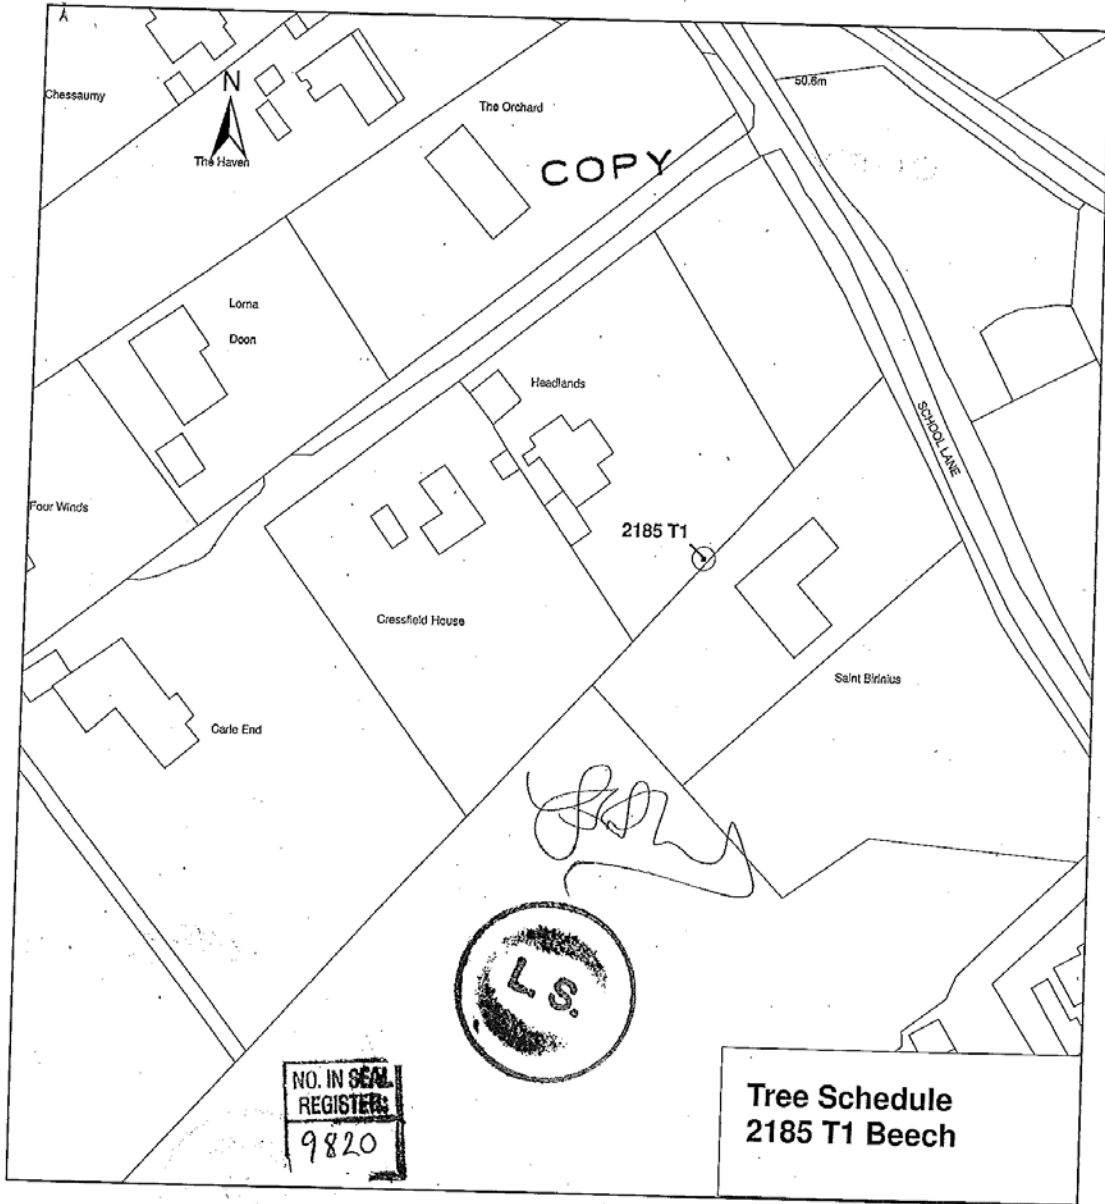 Chessaumy
N
The Haven
The Orchard
COPY
50.6m
Lorna
Doon
Headlands
SCHOOL LANE
Four Winds
2185 T1
Cressfield House
Saint Birinius
Carle End
L. S.
NO. IN SEAL
REGISTER:
9820
Tree Schedule
2185 T1 Beech